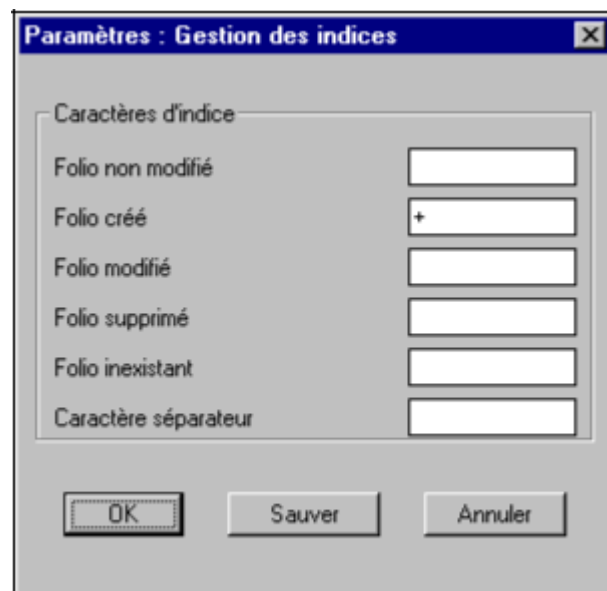 Paramètres : Gestion des indices
Caractères d'indice
Folio non modifié
Folio créé +
Folio modifié
Folio supprimé
Folio inexistant
Caractère séparateur
OK Sauver Annuler